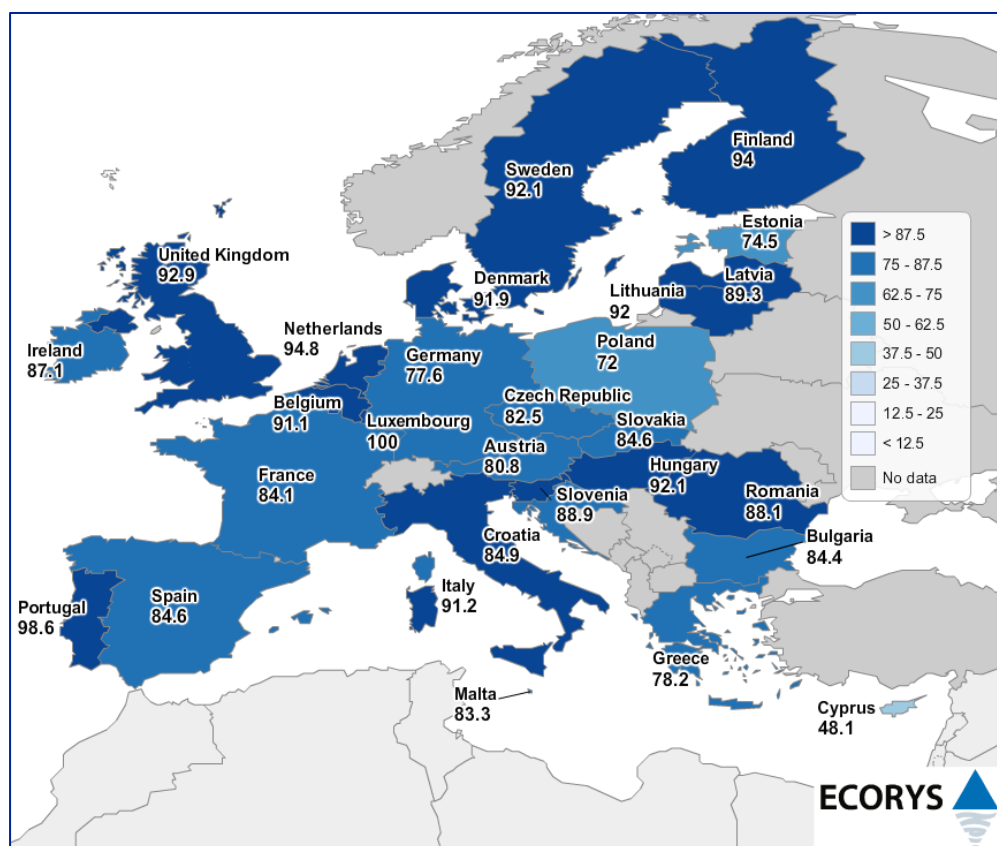 Finland
94
Sweden
92.1
Estonia
74.5
United Kingdom
92.9
Denmark
91.9
Latvia
89.3
Lithuania
92
Netherlands
94.8
Ireland
87.1
Germany
77.6
Poland
72
Belgium
91.1
Luxembourg
100
Czech Republic
82.5
Slovakia
84.6
Austria
80.8
France
84.1
Hungary
92.1
Slovenia
88.9
Romania
88.1
Croatia
84.9
Bulgaria
84.4
Italy
91.2
Portugal
98.6
Spain
84.6
Greece
78.2
Malta
83.3
Cyprus
48.1
> 87.5
75 - 87.5
62.5 - 75
50 - 62.5
37.5 - 50
25 - 37.5
12.5 - 25
< 12.5
No data
ECORYS